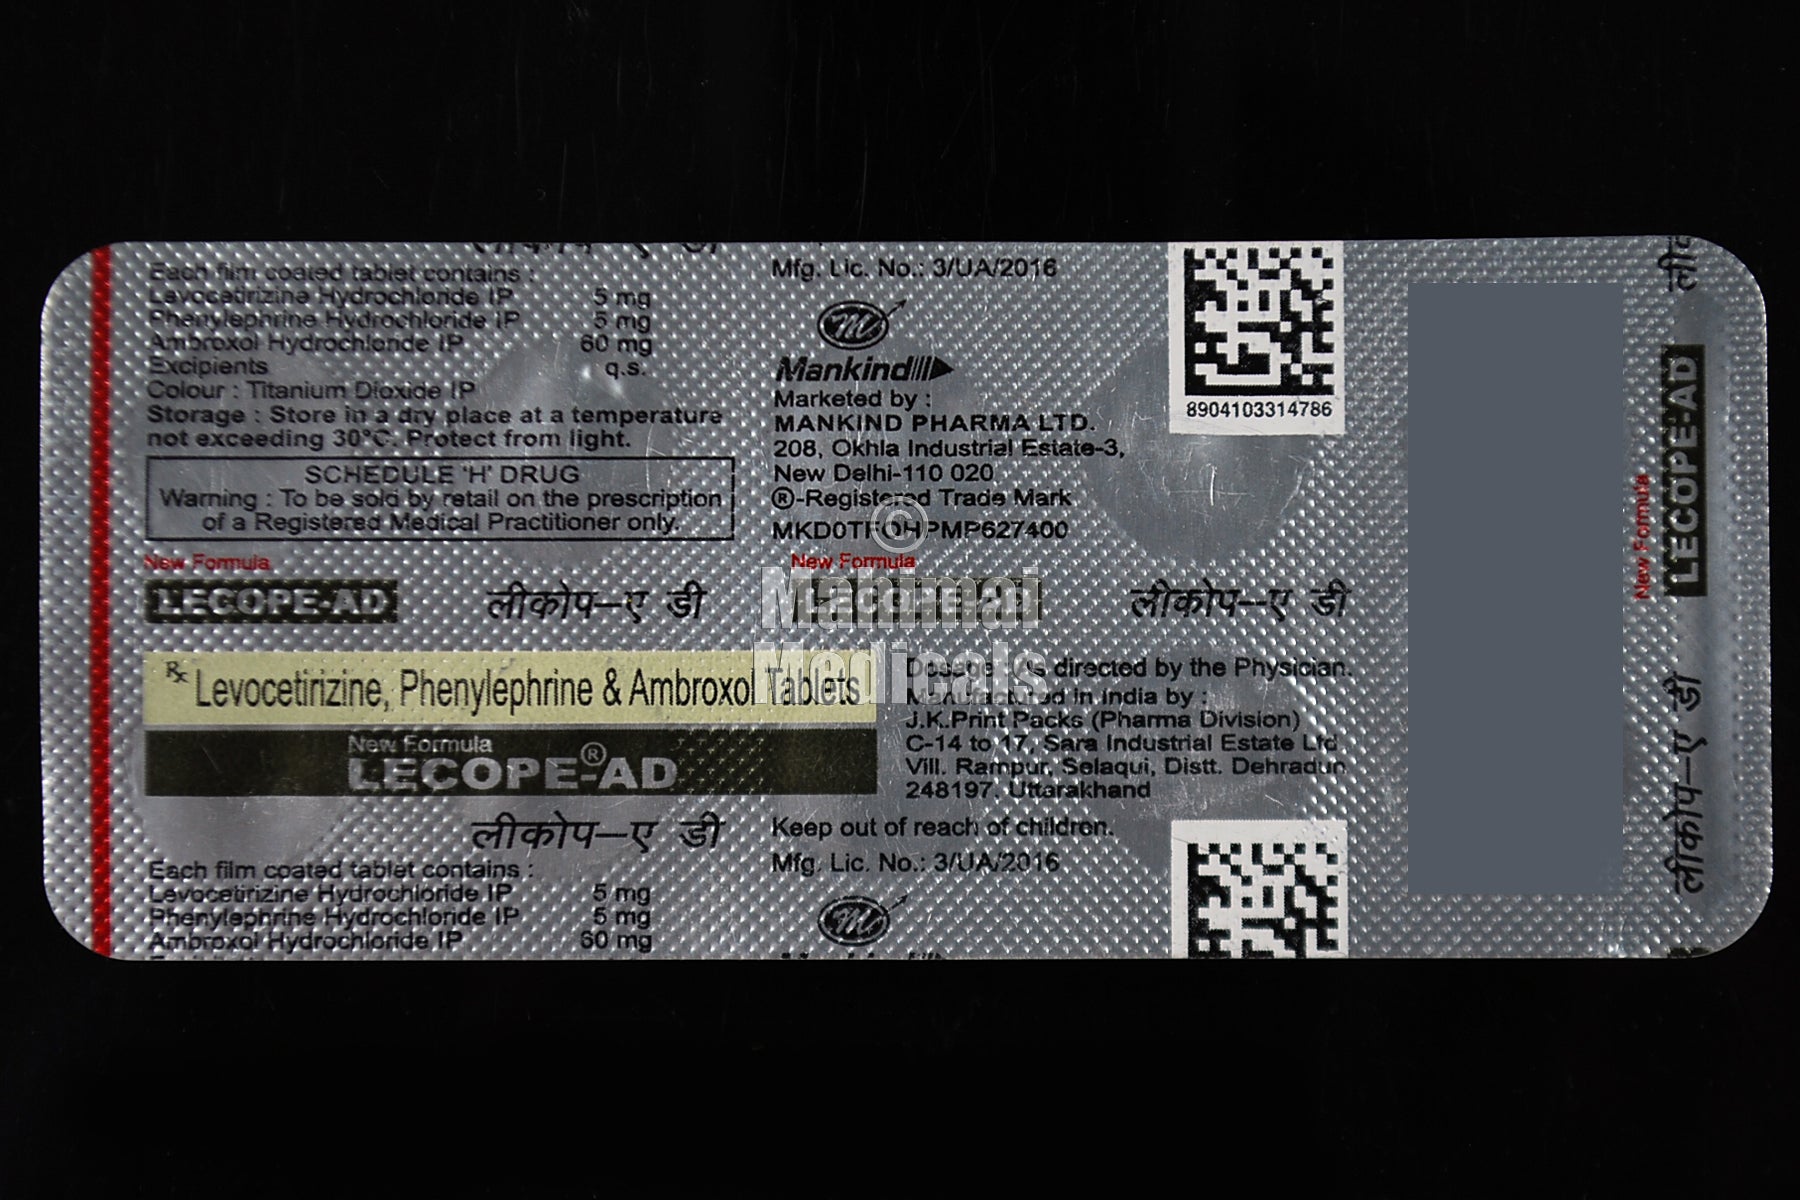 लीकोप-ए डी
Each film coated tablet contains :
Levocetirizine Hydrochloride IP 5 mg
Phenylephrine Hydrochloride IP 5 mg
Ambroxol Hydrochloride IP 60 mg
Excipients q.s.
Colour : Titanium Dioxide IP
Storage : Store in a dry place at a temperature
not exceeding 30°C. Protect from light.
SCHEDULE 'H' DRUG
Warning : To be sold by retail on the prescription
of a Registered Medical Practitioner only.
New Formula
LECOPE-AD लीकोप-ए डी
Rx Levocetirizine, Phenylephrine & Ambroxol Tablets
New Formula
LECOPE®-AD
लीकोप-ए डी
Each film coated tablet contains :
Levocetirizine Hydrochloride IP 5 mg
Phenylephrine Hydrochloride IP 5 mg
Ambroxol Hydrochloride IP 60 mg
Mfg. Lic. No.: 3/UA/2016
M
Mankind
Marketed by :
MANKIND PHARMA LTD.
208, Okhla Industrial Estate-3,
New Delhi-110 020
®-Registered Trade Mark
New Formula
लीकोप-ए डी
directed by the Physician.
in India by :
J.K.Print Packs (Pharma Division)
C-14 to 17, Sara Industrial Estate Ltd
Vill. Rampur, Selaqui, Distt. Dehradun
248197, Uttarakhand
Keep out of reach of children.
Mfg. Lic. No.: 3/UA/2016
M
8904103314786
©
Mahimai
Medicals
New Formula
LECOPE-AD
लीकोप-ए डी